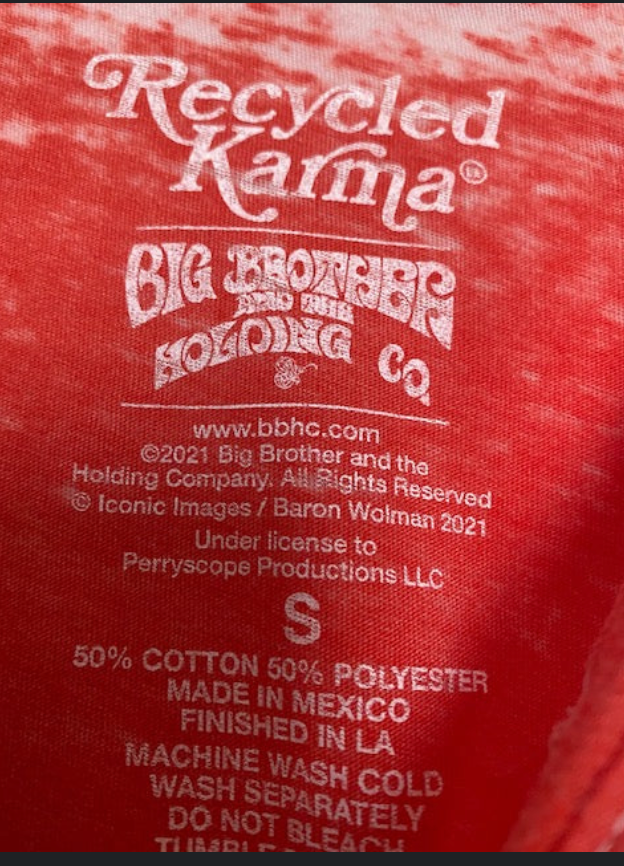 Recycled
Karma®
BIG BROTHER
AND THE
HOLDING CO.
www.bbhc.com
©2021 Big Brother and the
Holding Company. All Rights Reserved
© Iconic Images / Baron Wolman 2021
Under license to
Perryscope Productions LLC
S
50% COTTON 50% POLYESTER
MADE IN MEXICO
FINISHED IN LA
MACHINE WASH COLD
WASH SEPARATELY
DO NOT BLEACH
TUMBLE